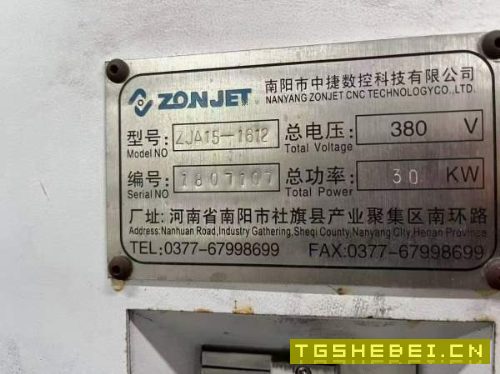 ZONJET 南阳市中捷数控科技有限公司
NANYANG ZONJET CNC TECHNOLOGY CO.,LTD.
型号: ZJA15-1612 总电压: 380 V
Model NO Total Voltage
编号: 1807107 总功率: 30 KW
Serial NO Total Power
厂址: 河南省南阳市社旗县产业聚集区南环路
Address: Nanhuan Road,Industry Gathering,Sheqi County,Nanyang City,Henan Province
TEL:0377-67998699 FAX:0377-67998699
TGSHEBEI.CN